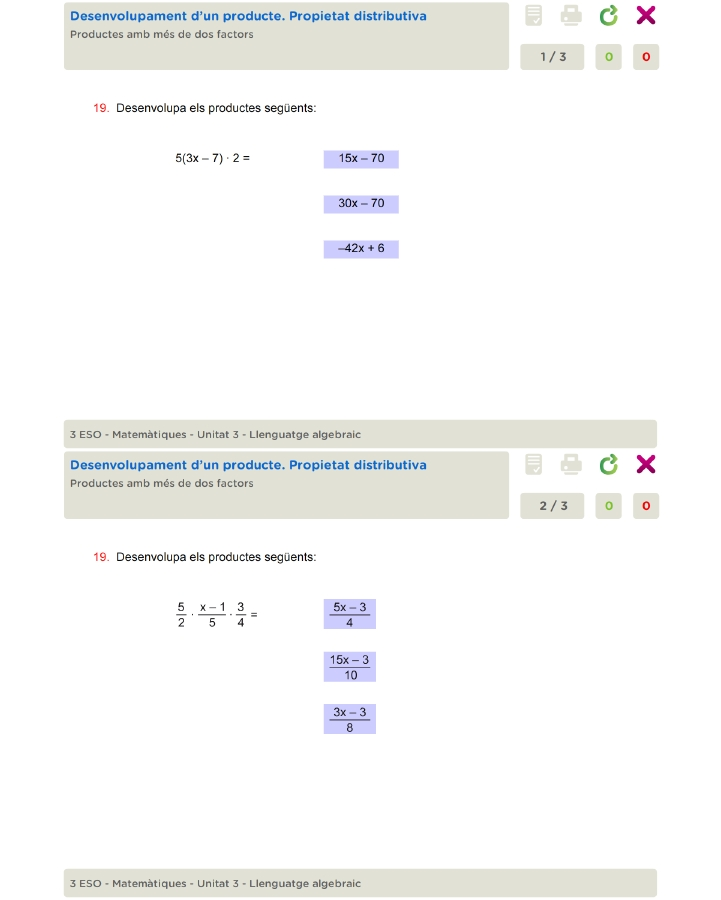 Desenvolupament d’un producte. Propietat distributiva
Productes amb més de dos factors
1 / 3 0 0
19. Desenvolupa els productes següents:
5(3x – 7) · 2 = 15x – 70
30x – 70
–42x + 6
3 ESO - Matemàtiques - Unitat 3 - Llenguatge algebraic
Desenvolupament d’un producte. Propietat distributiva
Productes amb més de dos factors
2 / 3 0 0
19. Desenvolupa els productes següents:
5/2 · (x – 1)/5 · 3/4 = (5x – 3)/4
(15x – 3)/10
(3x – 3)/8
3 ESO - Matemàtiques - Unitat 3 - Llenguatge algebraic